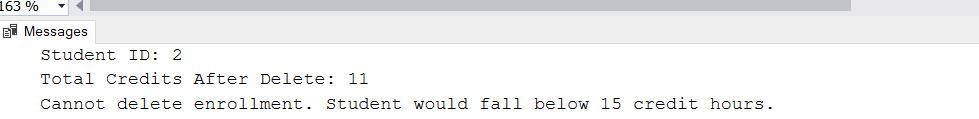 163 %
Messages
Student ID: 2
Total Credits After Delete: 11
Cannot delete enrollment. Student would fall below 15 credit hours.